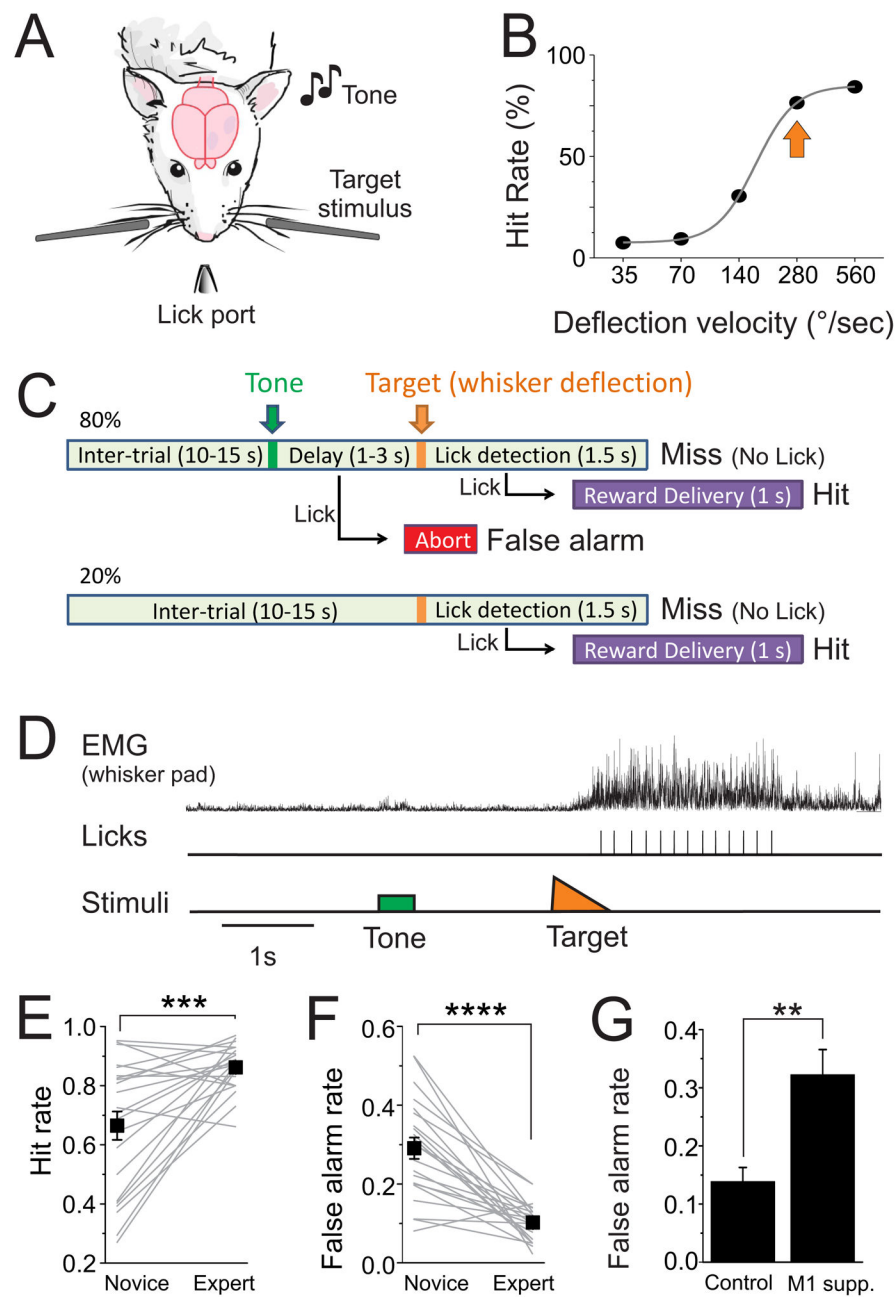 A
Tone
Target
stimulus
Lick port
B
Hit Rate (%)
100
50
0
35 70 140 280 560
Deflection velocity (°/sec)
C
Tone
Target (whisker deflection)
80%
Inter-trial (10-15 s) Delay (1-3 s) Lick detection (1.5 s) Miss (No Lick)
Lick Reward Delivery (1 s) Hit
Lick Abort False alarm
20%
Inter-trial (10-15 s) Lick detection (1.5 s) Miss (No Lick)
Lick Reward Delivery (1 s) Hit
D
EMG
(whisker pad)
Licks
Stimuli
1s
Tone
Target
E
***
Hit rate
1.0
0.8
0.6
0.4
0.2
Novice Expert
F
****
False alarm rate
0.6
0.4
0.2
0.0
Novice Expert
G
**
False alarm rate
0.4
0.3
0.2
0.1
0.0
Control M1 supp.